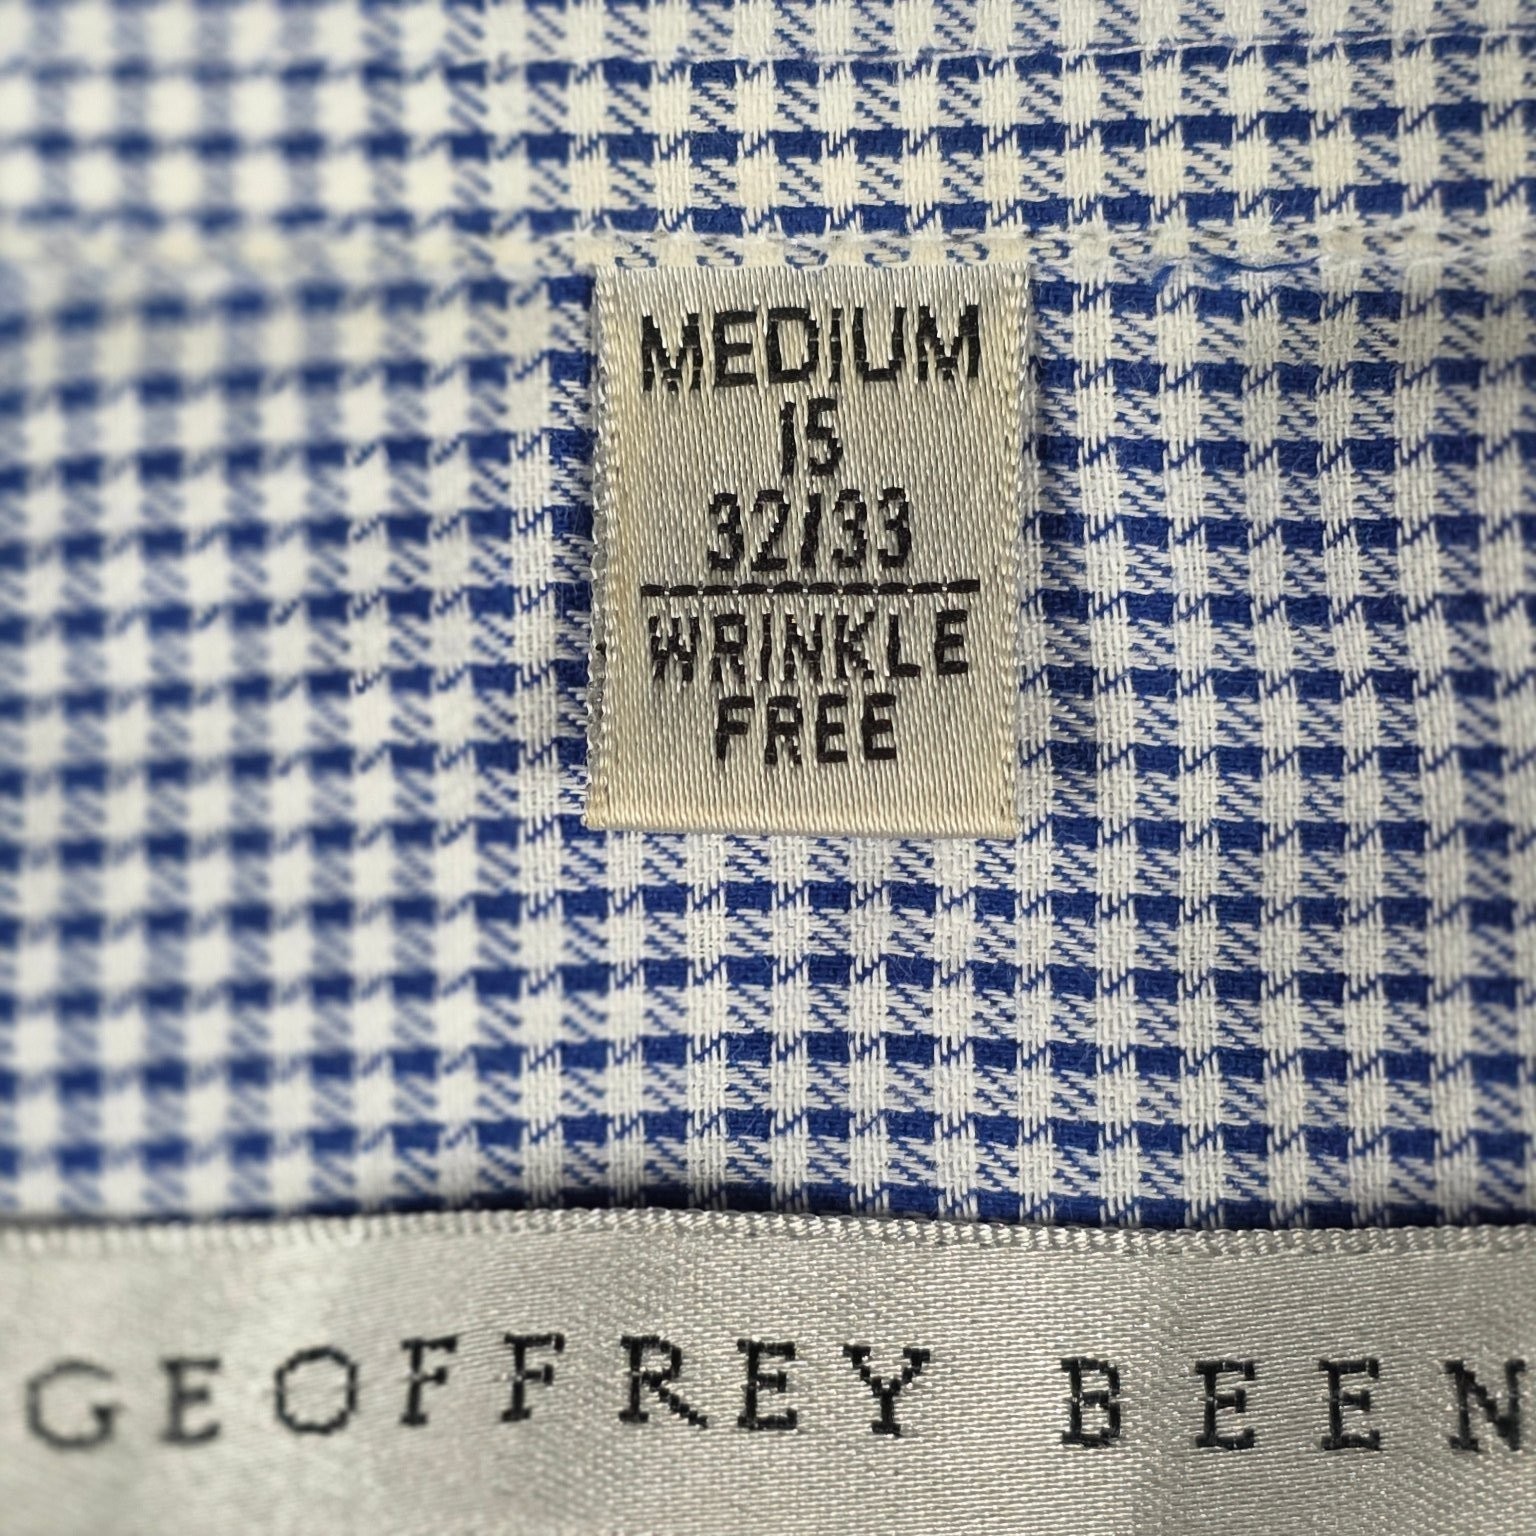 MEDIUM
15
32/33
WRINKLE
FREE
GEOFFREY BEEN